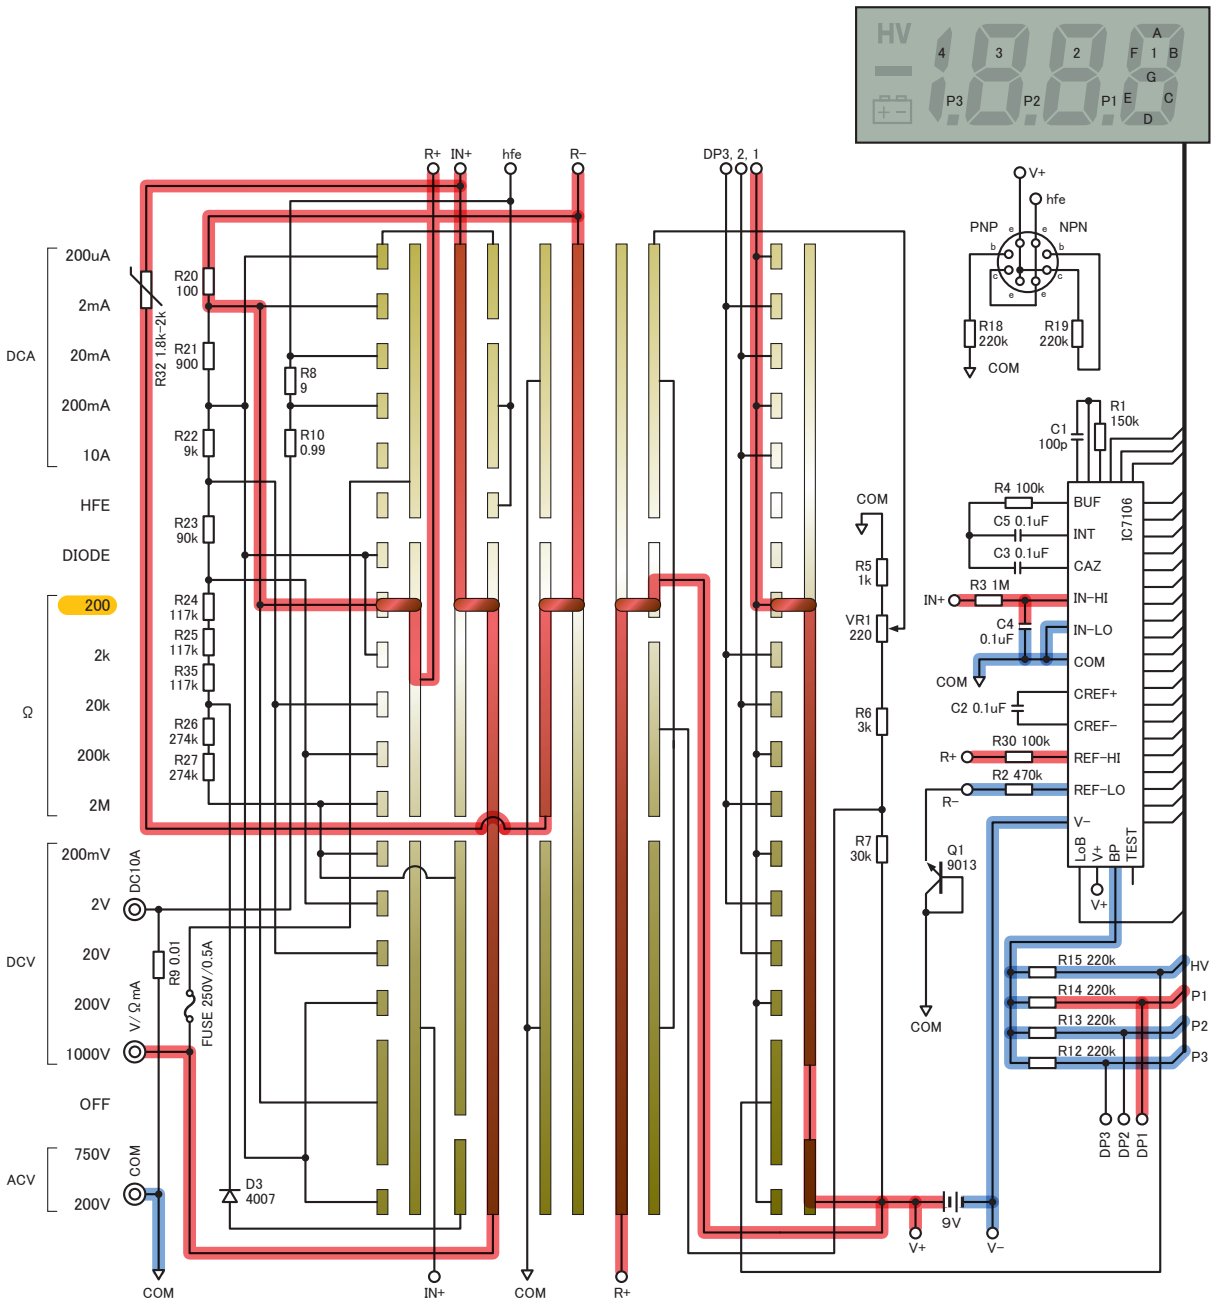 HV
4 3 2 F A 1 B
G
P3 P2 P1 E C
D
R+ IN+ hfe R- DP3, 2, 1
V+
hfe
PNP e e NPN
b b
c c
e e
R18
220k
R19
220k
COM
DCA
200uA
2mA
20mA
200mA
10A
HFE
DIODE
Ω
200
2k
20k
200k
2M
DCV
200mV
2V
20V
200V
1000V
OFF
ACV
750V
200V
R32 1.8k-2k
R20
100
R21
900
R22
9k
R23
90k
R24
117k
R25
117k
R35
117k
R26
274k
R27
274k
R8
9
R10
0.99
DC10A
R9 0.01
FUSE 250V/0.5A
V/ΩmA
COM
D3
4007
COM
IN+
COM
R+
COM
R5
1k
VR1
220
R6
3k
R7
30k
C1
100p
R1
150k
R4 100k
C5 0.1uF
C3 0.1uF
R3 1M
IN+
C4
0.1uF
COM
C2 0.1uF
R30 100k
R+
R2 470k
R-
IC7106
BUF
INT
CAZ
IN-HI
IN-LO
COM
CREF+
CREF-
REF-HI
REF-LO
V-
LoB
V+
BP
TEST
V+
Q1
9013
COM
R15 220k
HV
R14 220k
P1
R13 220k
P2
R12 220k
P3
DP3
DP2
DP1
9V
V+
V-